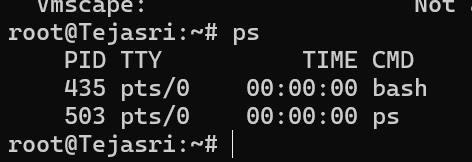 Vmscape: Not a
root@Tejasri:~# ps
PID TTY TIME CMD
435 pts/0 00:00:00 bash
503 pts/0 00:00:00 ps
root@Tejasri:~#